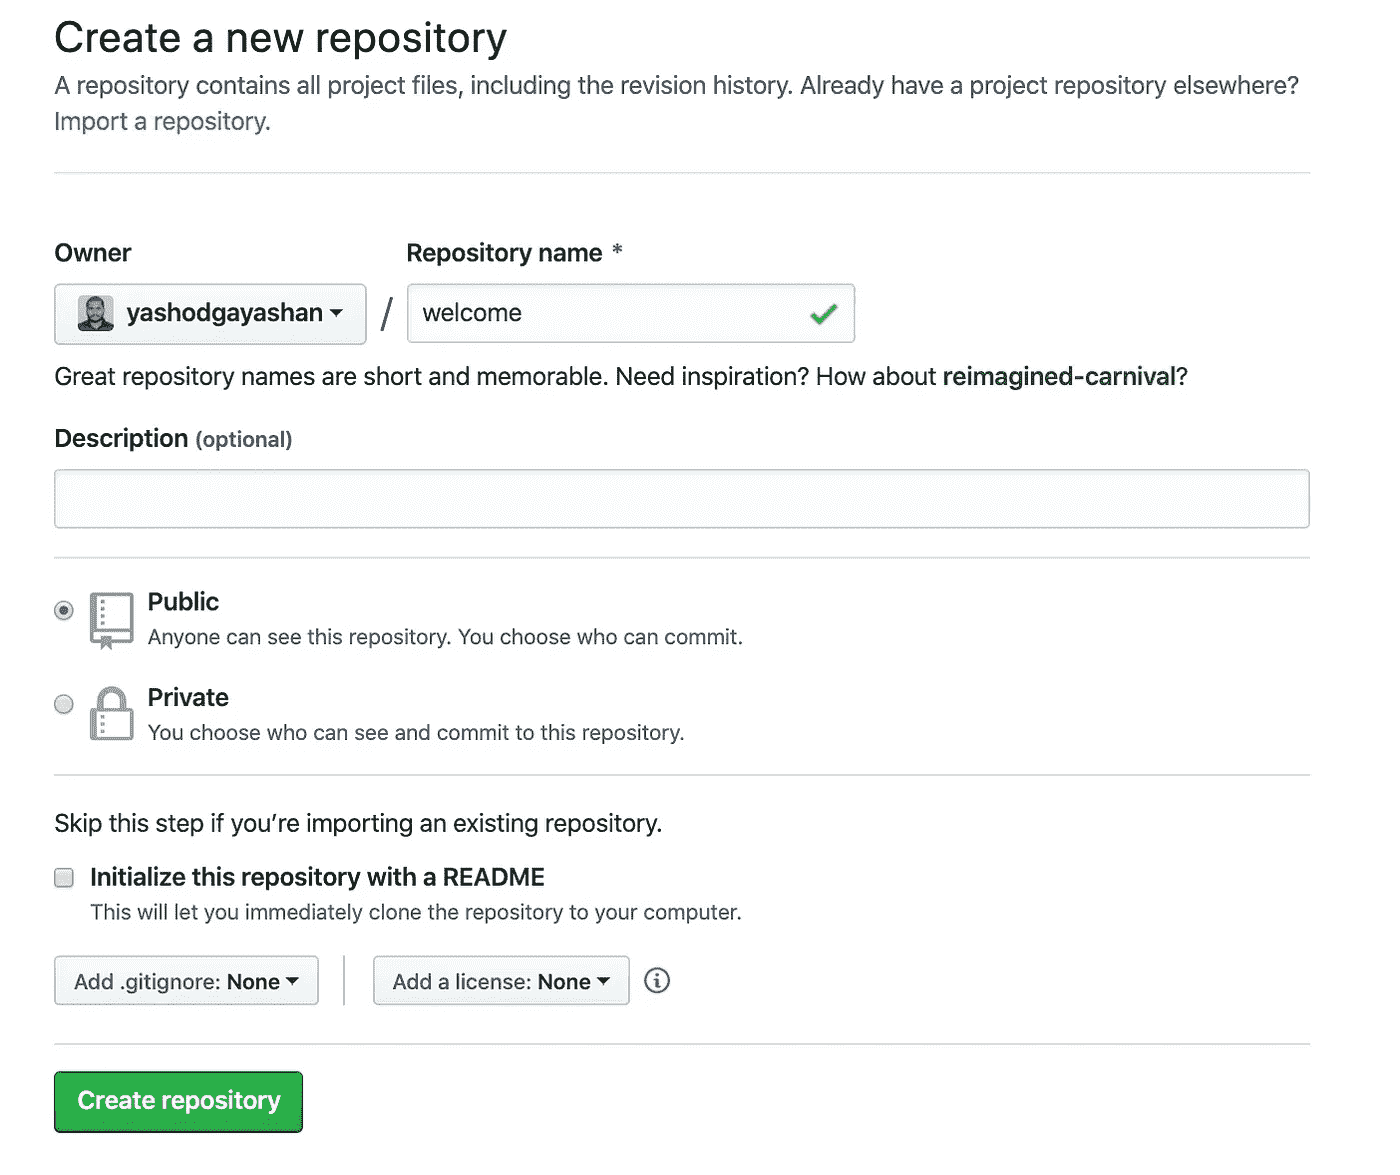 Create a new repository
A repository contains all project files, including the revision history. Already have a project repository elsewhere?
Import a repository.
Owner
Repository name *
yashodgayashan
/
welcome
Great repository names are short and memorable. Need inspiration? How about reimagined-carnival?
Description (optional)
Public
Anyone can see this repository. You choose who can commit.
Private
You choose who can see and commit to this repository.
Skip this step if you’re importing an existing repository.
Initialize this repository with a README
This will let you immediately clone the repository to your computer.
Add .gitignore: None
Add a license: None
Create repository